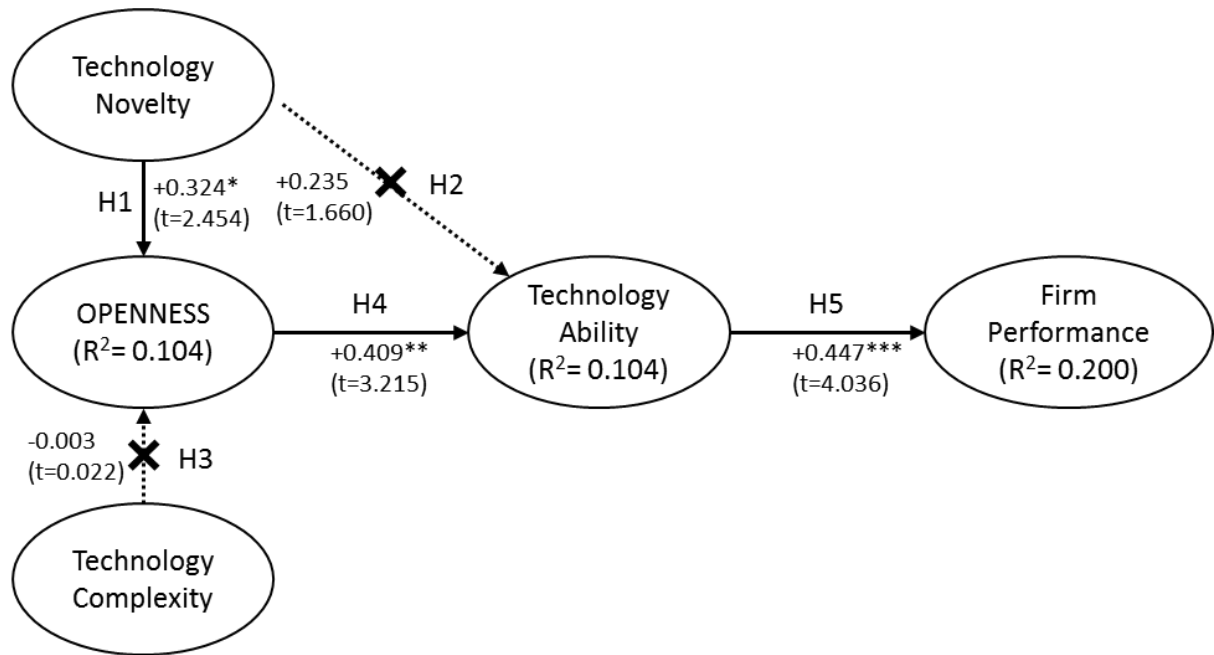 Technology
Novelty
H1
+0.324*
(t=2.454)
+0.235
(t=1.660)
H2
OPENNESS
(R²= 0.104)
H4
+0.409**
(t=3.215)
Technology
Ability
(R²= 0.104)
H5
+0.447***
(t=4.036)
Firm
Performance
(R²= 0.200)
-0.003
(t=0.022)
H3
Technology
Complexity